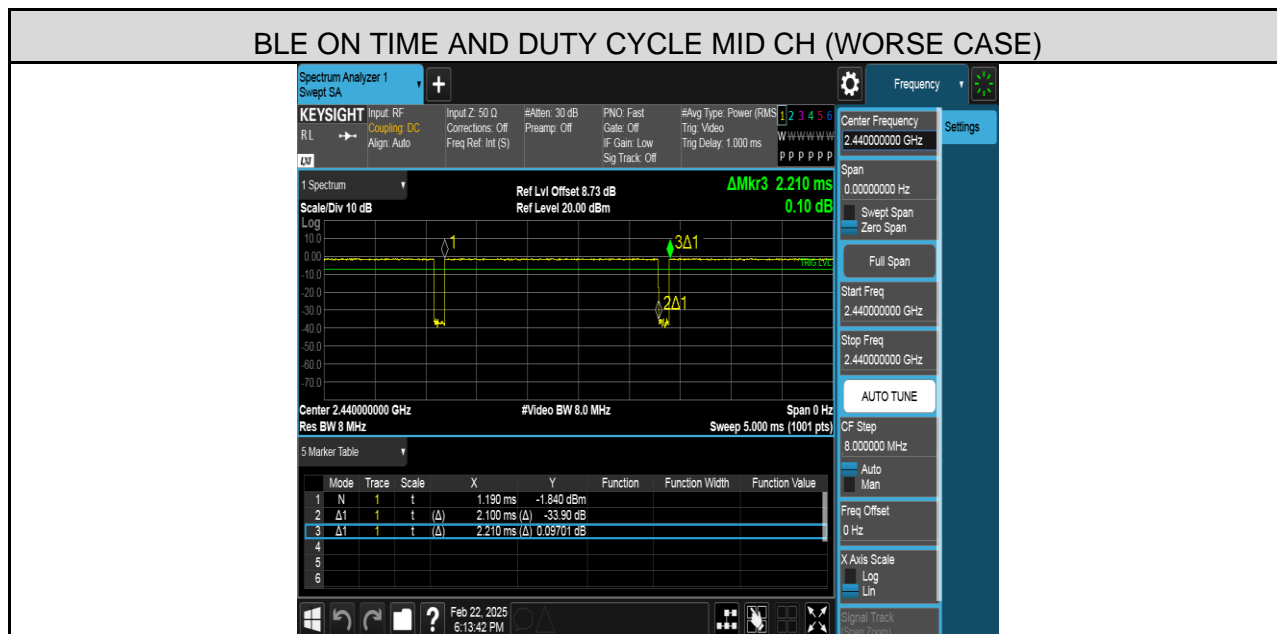 BLE ON TIME AND DUTY CYCLE MID CH (WORSE CASE)
Spectrum Analyzer 1
Swept SA
+
Frequency
KEYSIGHT
RL
LXI
Input: RF
Coupling: DC
Align: Auto
Input Z: 50 Ω
Corrections: Off
Freq Ref: Int (S)
#Atten: 30 dB
Preamp: Off
PNO: Fast
Gate: Off
IF Gain: Low
Sig Track: Off
#Avg Type: Power (RMS
Trig: Video
Trig Delay: 1.000 ms
1 2 3 4 5 6
W W W W W W
P P P P P P
Center Frequency
2.440000000 GHz
Settings
1 Spectrum
Scale/Div 10 dB
Ref Lvl Offset 8.73 dB
Ref Level 20.00 dBm
ΔMkr3 2.210 ms
0.10 dB
Log
10.0
0.00
-10.0
-20.0
-30.0
-40.0
-50.0
-60.0
-70.0
1
3Δ1
2Δ1
TRIG LVL
Center 2.440000000 GHz
#Video BW 8.0 MHz
Span 0 Hz
Res BW 8 MHz
Sweep 5.000 ms (1001 pts)
Span
0.00000000 Hz
Swept Span
Zero Span
Full Span
Start Freq
2.440000000 GHz
Stop Freq
2.440000000 GHz
AUTO TUNE
CF Step
8.000000 MHz
Auto
Man
Freq Offset
0 Hz
X Axis Scale
Log
Lin
Signal Track
(Span Zoom)
5 Marker Table
Mode Trace Scale X Y Function Function Width Function Value
1 N 1 t 1.190 ms -1.840 dBm
2 Δ1 1 t (Δ) 2.100 ms (Δ) -33.90 dB
3 Δ1 1 t (Δ) 2.210 ms (Δ) 0.09701 dB
4
5
6
?
Feb 22, 2025
6:13:42 PM